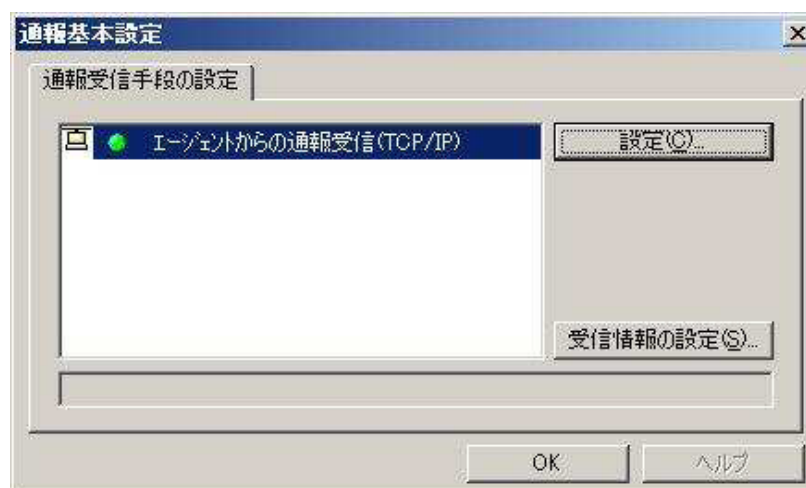 通報基本設定
通報受信手段の設定
エージェントからの通報受信(TCP/IP)
設定(C)...
受信情報の設定(S)...
OK
ヘルプ